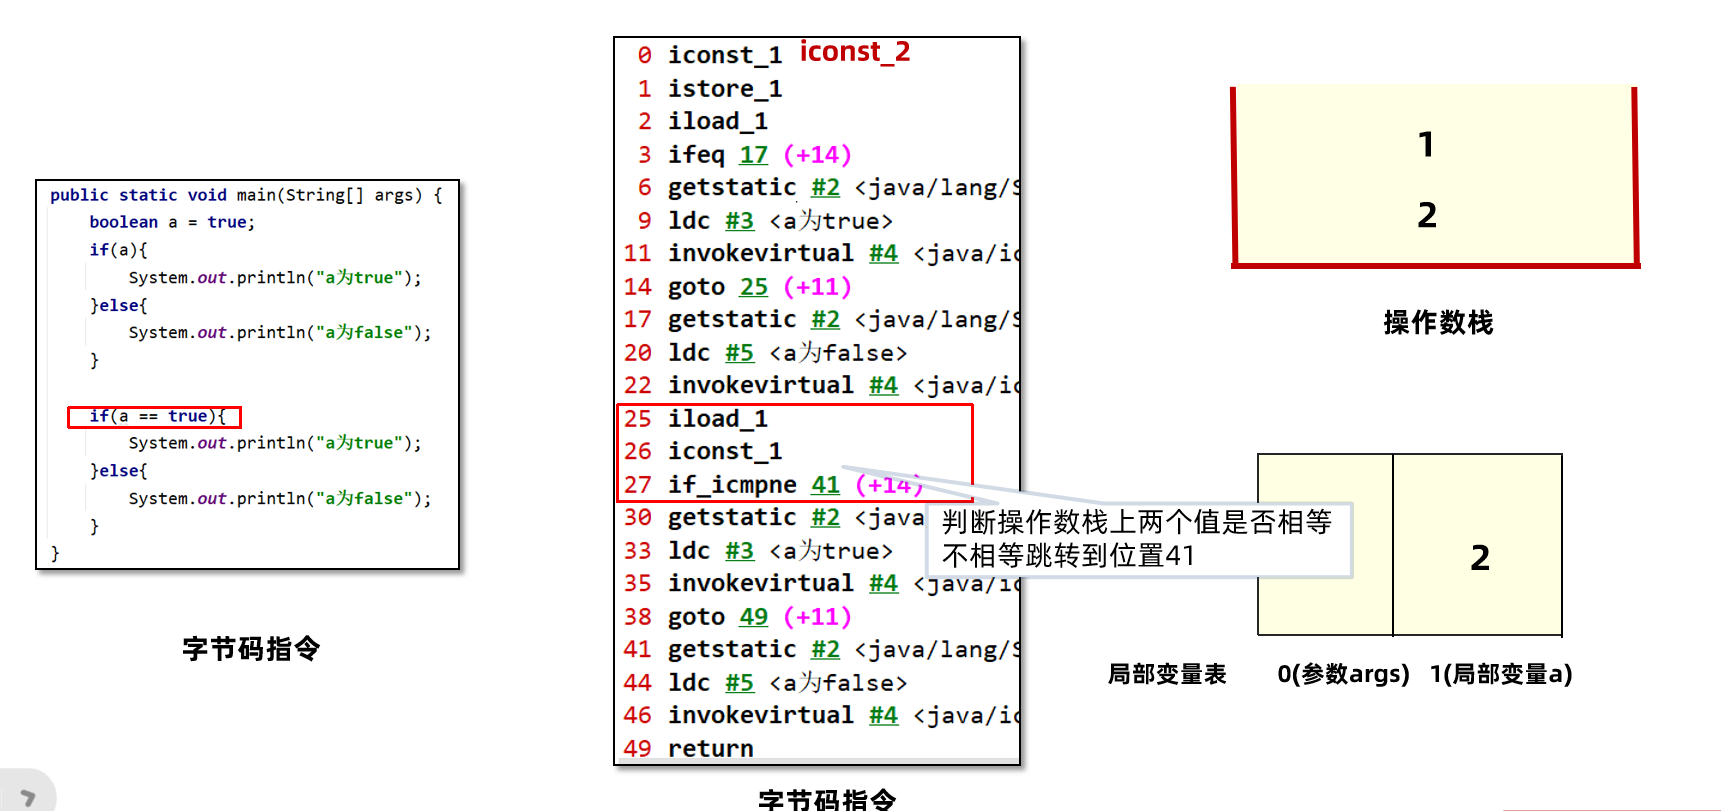 public static void main(String[] args) {
boolean a = true;
if(a){
System.out.println("a为true");
}else{
System.out.println("a为false");
}
if(a == true){
System.out.println("a为true");
}else{
System.out.println("a为false");
}
}
字节码指令
0 iconst_1 iconst_2
1 istore_1
2 iload_1
3 ifeq 17 (+14)
6 getstatic #2 <java/lang/S
9 ldc #3 <a为true>
11 invokevirtual #4 <java/io
14 goto 25 (+11)
17 getstatic #2 <java/lang/S
20 ldc #5 <a为false>
22 invokevirtual #4 <java/io
25 iload_1
26 iconst_1
27 if_icmpne 41 (+14)
30 getstatic #2 <java
33 ldc #3 <a为true>
35 invokevirtual #4 <java/io
38 goto 49 (+11)
41 getstatic #2 <java/lang/S
44 ldc #5 <a为false>
46 invokevirtual #4 <java/io
49 return
字节码指令
判断操作数栈上两个值是否相等
不相等跳转到位置41
1
2
操作数栈
2
局部变量表 0(参数args) 1(局部变量a)